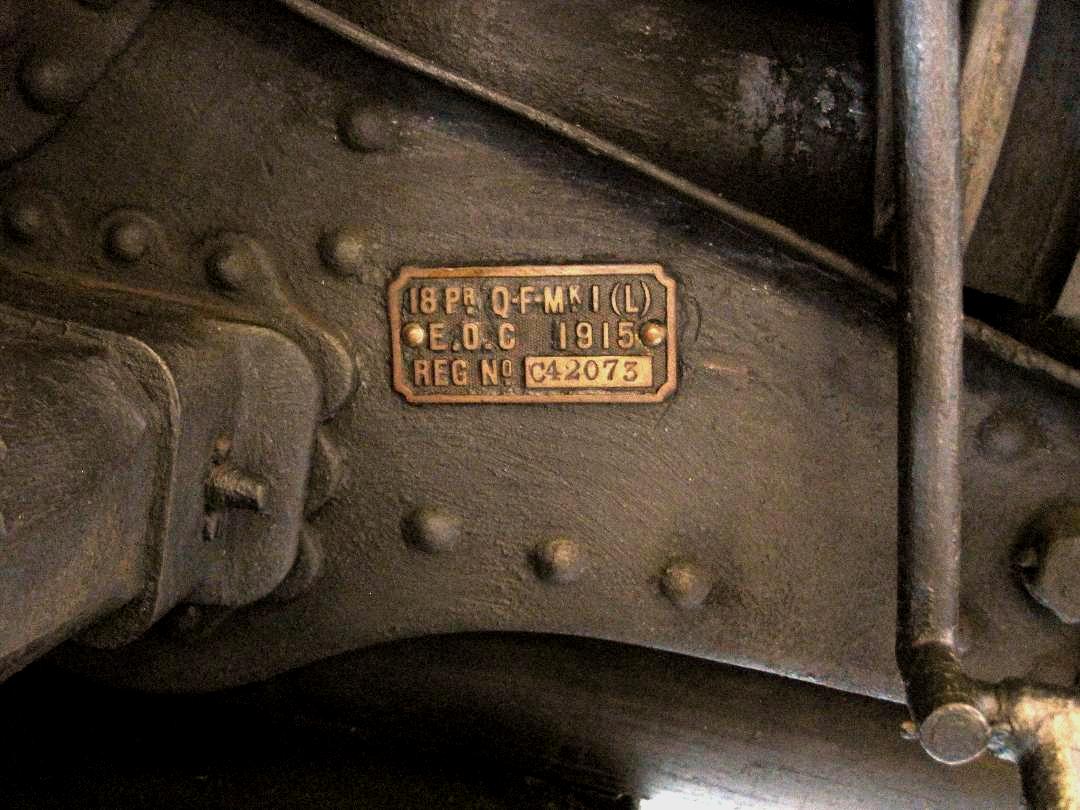 18 Pr. Q-F-Mk I (L)
E.O.C 1915
REG No C42073